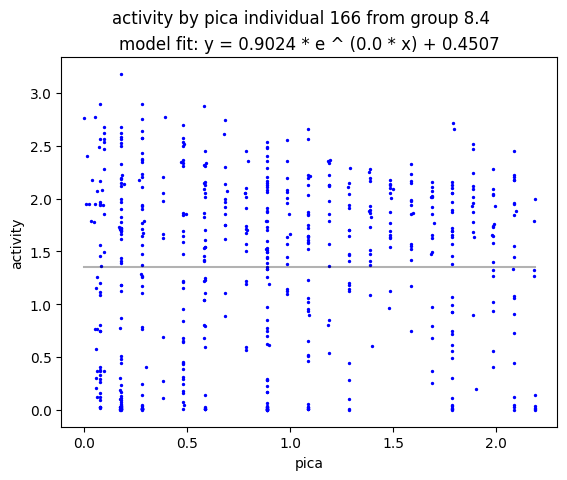 activity by pica individual 166 from group 8.4
model fit: y = 0.9024 * e ^ (0.0 * x) + 0.4507
3.0
2.5
2.0
1.5
1.0
0.5
0.0
activity
0.0 0.5 1.0 1.5 2.0
pica